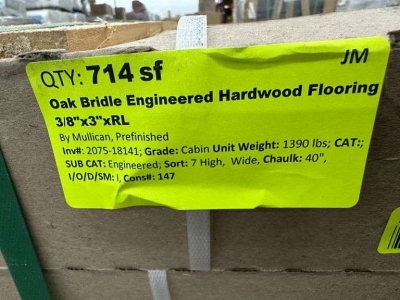 JM
QTY: 714 sf
Oak Bridle Engineered Hardwood Flooring
3/8"x3"xRL
By Mullican, Prefinished
Inv#: 2075-18141; Grade: Cabin Unit Weight: 1390 lbs; CAT:;
SUB CAT: Engineered; Sort: 7 High, Wide, Chaulk: 40",
I/O/D/SM: I, Cons#: 147